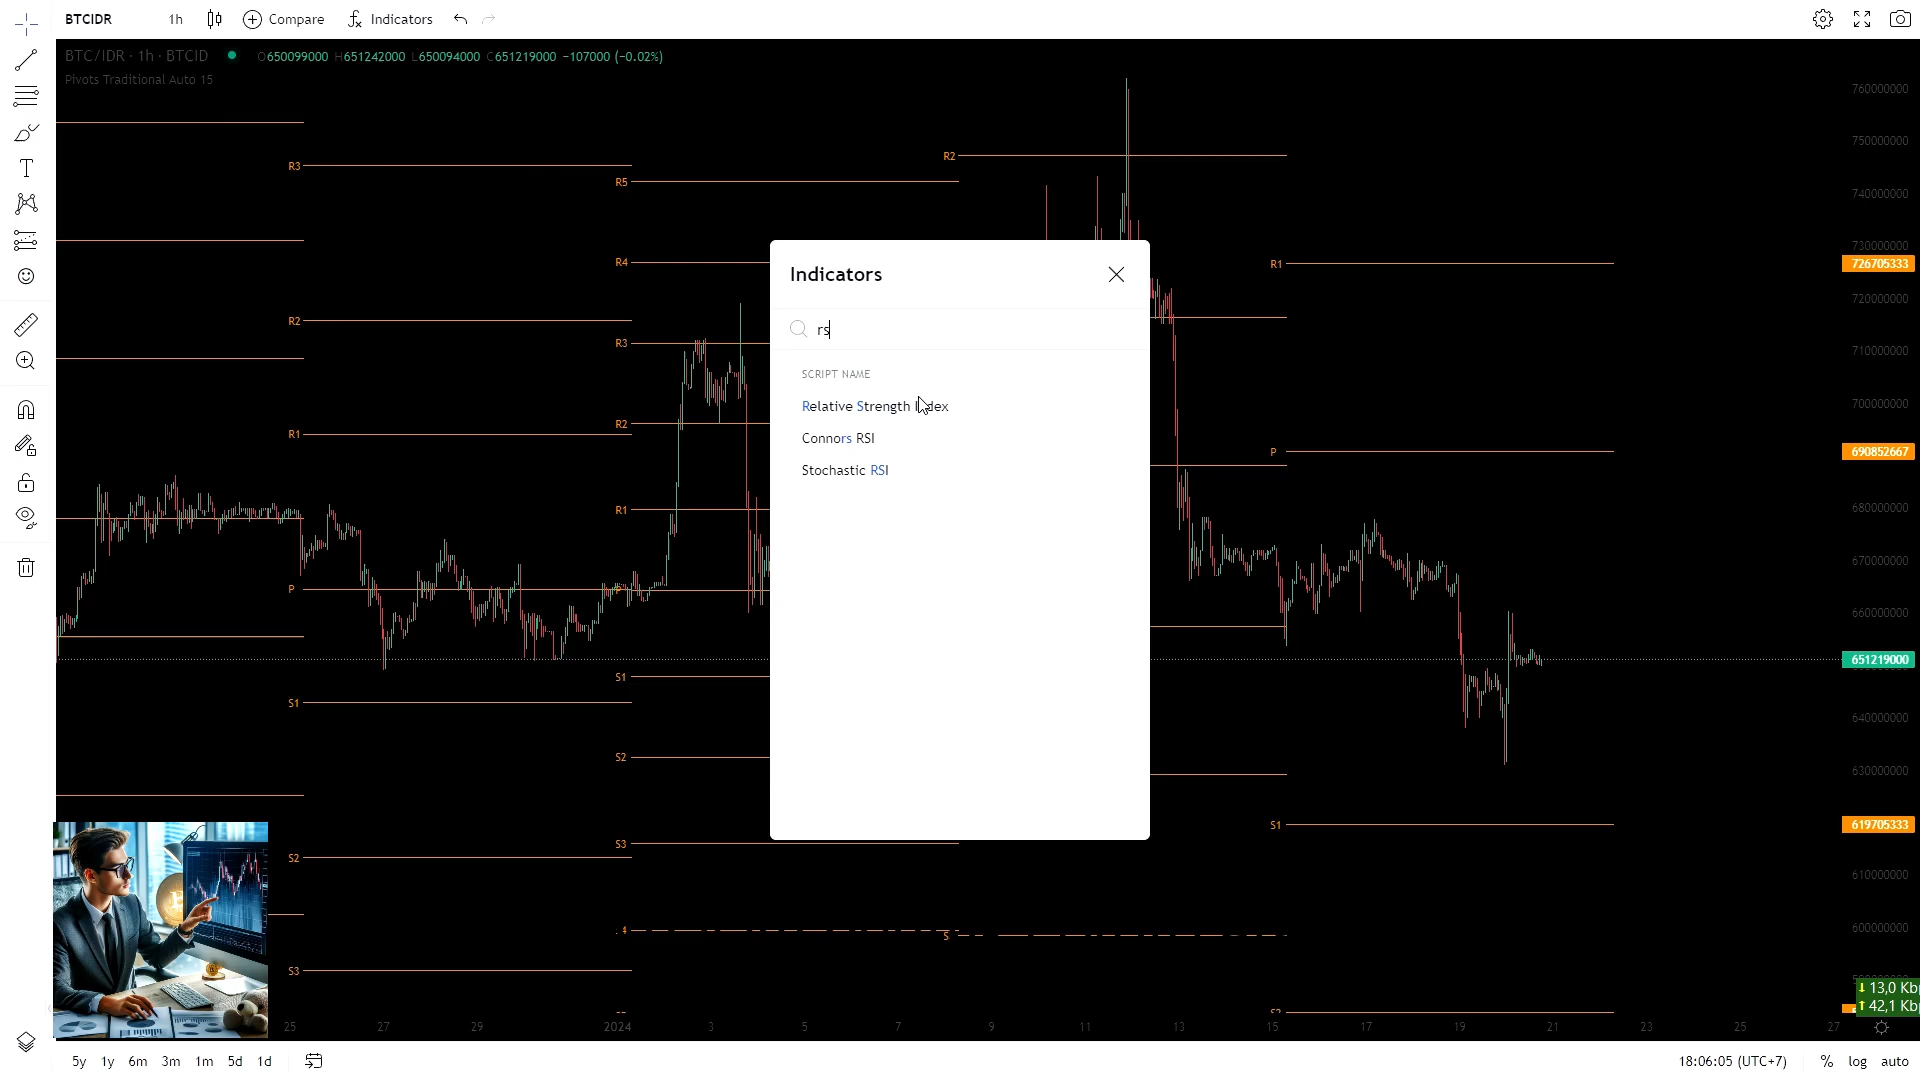 BTCIDR 1h Compare Indicators
BTC/IDR · 1h · BTCID O650099000 H651242000 L650094000 C651219000 −107000 (−0.02%)
Pivots Traditional Auto 15
760000000
750000000
740000000
730000000
726705333
720000000
710000000
700000000
690852667
680000000
670000000
660000000
651219000
640000000
630000000
619705333
610000000
600000000
R3
R2
R1
P
S1
S2
S3
R5
R4
R3
R2
R1
P
S1
S2
S3
R2
R1
P
S1
Indicators
rs
SCRIPT NAME
Relative Strength Index
Connors RSI
Stochastic RSI
13,0 Kb
42,1 Kb
25 27 29 2024 3 5 7 9 11 13 15 17 19 21 23 25 27
5y 1y 6m 3m 1m 5d 1d
18:06:05 (UTC+7) % log auto